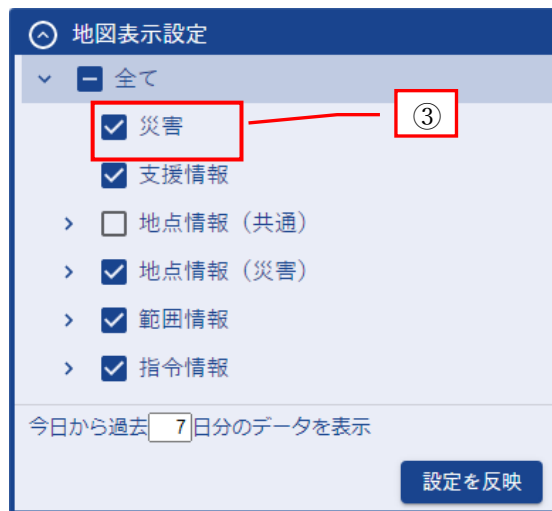 地図表示設定
全て
災害
③
支援情報
地点情報（共通）
地点情報（災害）
範囲情報
指令情報
今日から過去 7 日分のデータを表示
設定を反映